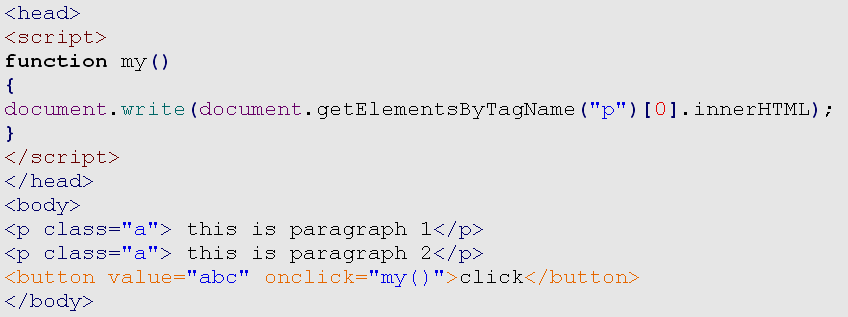 <head>
<script>
function my()
{
document.write(document.getElementsByTagName("p")[0].innerHTML);
}
</script>
</head>
<body>
<p class="a"> this is paragraph 1</p>
<p class="a"> this is paragraph 2</p>
<button value="abc" onclick="my()">click</button>
</body>